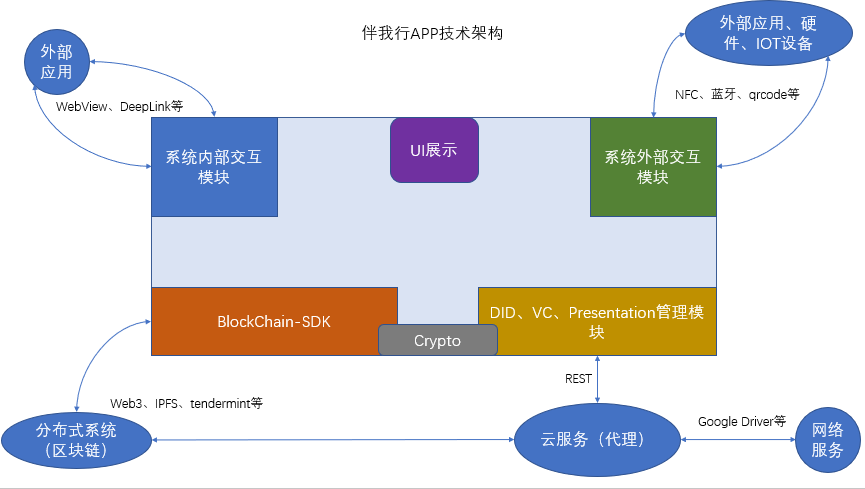 伴我行APP技术架构
外部
应用
外部应用、硬
件、IOT设备
WebView、DeepLink等
NFC、蓝牙、qrcode等
系统内部交互
模块
UI展示
系统外部交互
模块
BlockChain-SDK
DID、VC、Presentation管理模
块
Crypto
REST
Web3、IPFS、tendermint等
分布式系统
（区块链）
云服务（代理）
Google Driver等
网络
服务